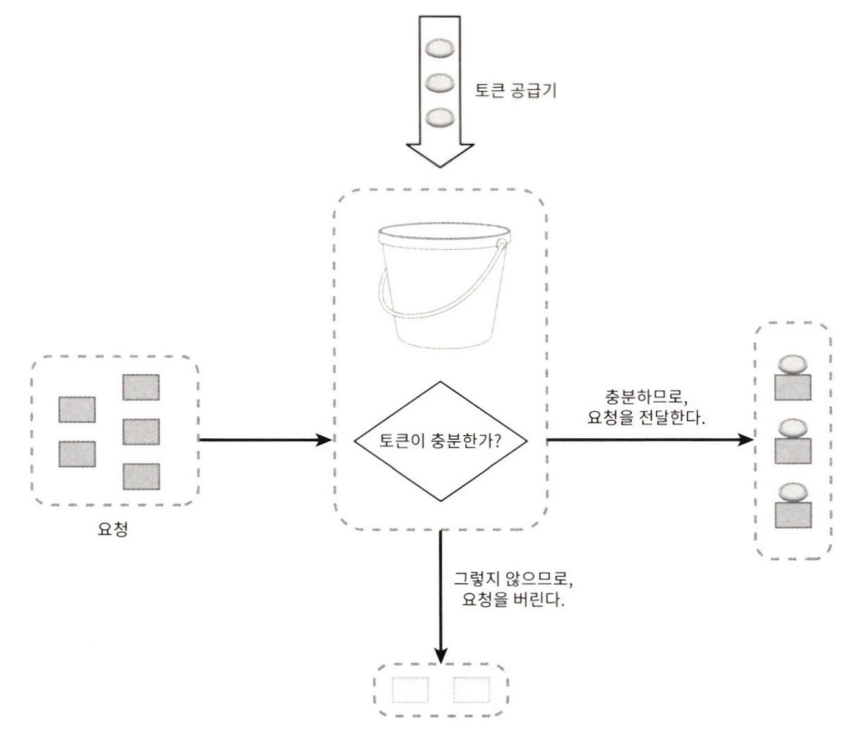 토큰 공급기
토큰이 충분한가?
충분하므로,
요청을 전달한다.
요청
그렇지 않으므로,
요청을 버린다.